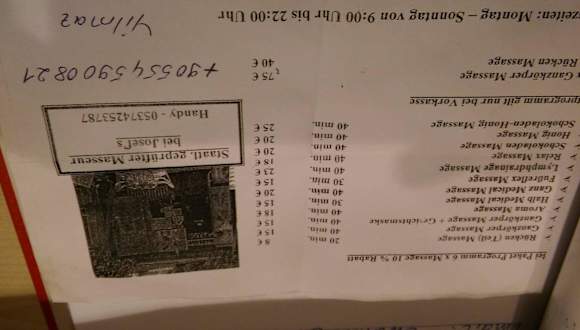 bei Paket Programm 6 x Massage 10 % Rabatt
Rücken (Teil) Massage 20 min. 8 €
Ganzkörper Massage 40 min. 15 €
Ganzkörper Massage + Gesichtsmaske 40 min. 18 €
Aroma Massage 40 min. 15 €
Halb Medical Massage 30 min. 15 €
Ganz Medical Massage 40 min. 20 €
Fußreflex Massage 30 min. 15 €
Lymphdrainage Massage 40 min. 23 €
Relax Massage 40 min. 18 €
Schokoladen Massage 40 min. 20 €
Honig Massage 40 min. 20 €
Schokoladen-Honig-Massage 40 min. 25 €
Staatl. geprüfter Masseur
bei Josef's
Handy - 05374253787
programm gilt nur bei Vorkasse
Ganzkörper Massage 75 €
Rücken Massage 40 €
+905545900821
Yilmaz
zeiten: Montag – Sonntag von 9:00 Uhr bis 22:00 Uhr